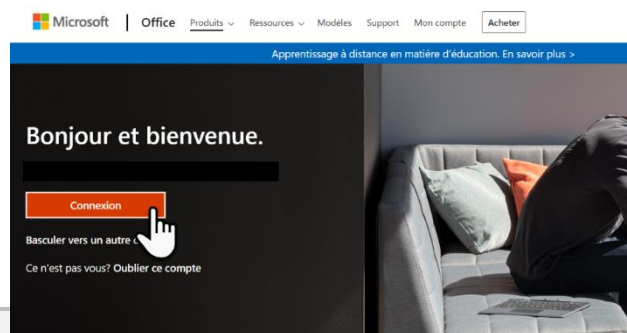 Microsoft Office Produits Ressources Modèles Support Mon compte Acheter
Apprentissage à distance en matière d'éducation. En savoir plus >
Bonjour et bienvenue.
Connexion
Basculer vers un autre
Ce n'est pas vous? Oublier ce compte